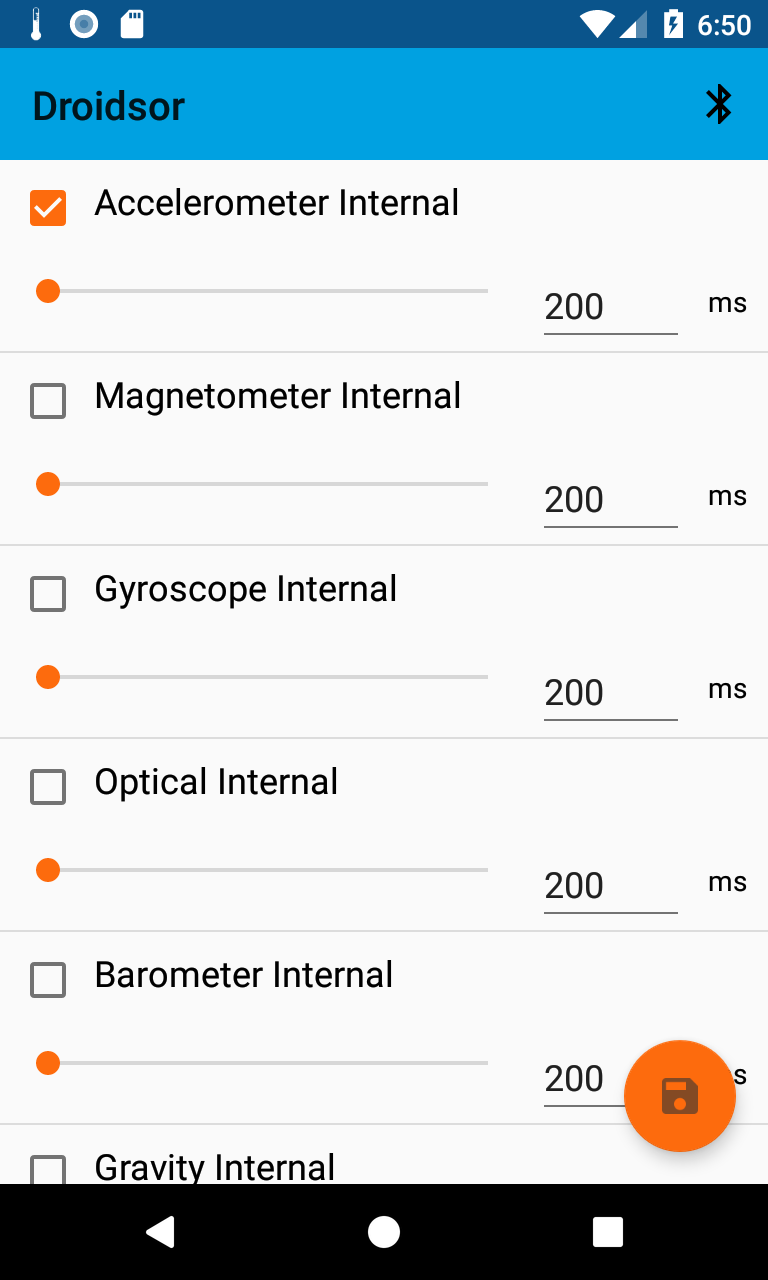 6:50
Droidsor
Accelerometer Internal
200 ms
Magnetometer Internal
200 ms
Gyroscope Internal
200 ms
Optical Internal
200 ms
Barometer Internal
200 s
Gravity Internal